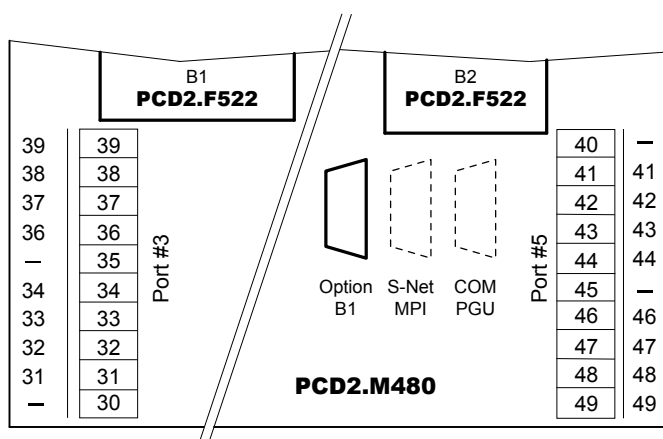 B1
PCD2.F522
B2
PCD2.F522
39 39
38 38
37 37
36 36
— 35
34 34
33 33
32 32
31 31
— 30
Port #3
Option
B1
S-Net
MPI
COM
PGU
Port #5
40 —
41 41
42 42
43 43
44 44
45 —
46 46
47 47
48 48
49 49
PCD2.M480